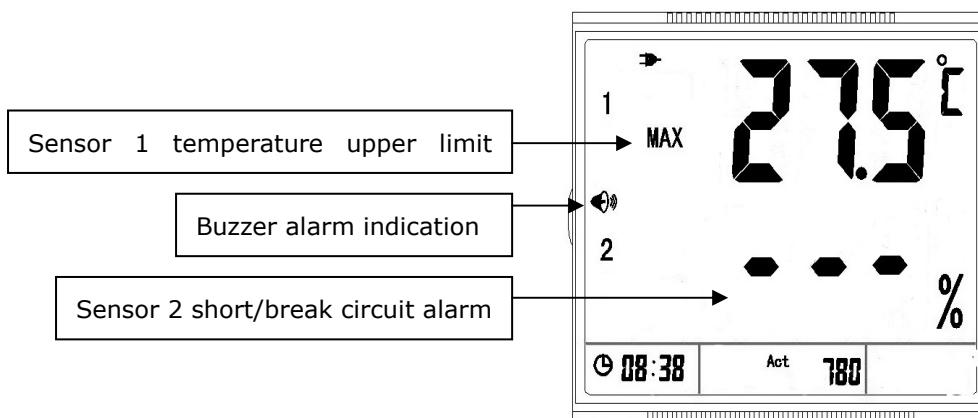 Sensor 1 temperature upper limit
Buzzer alarm indication
Sensor 2 short/break circuit alarm
1
27.5 °C
MAX
2
- - - %
08:38
Act 780